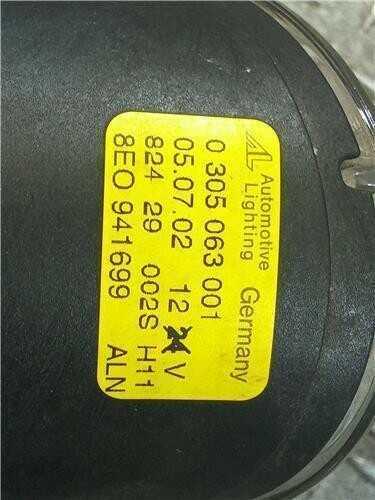 AL Automotive Lighting Germany
0 305 063 001
05.07.02 12 24 V
824 29 002S H11
8E0 941699 ALN